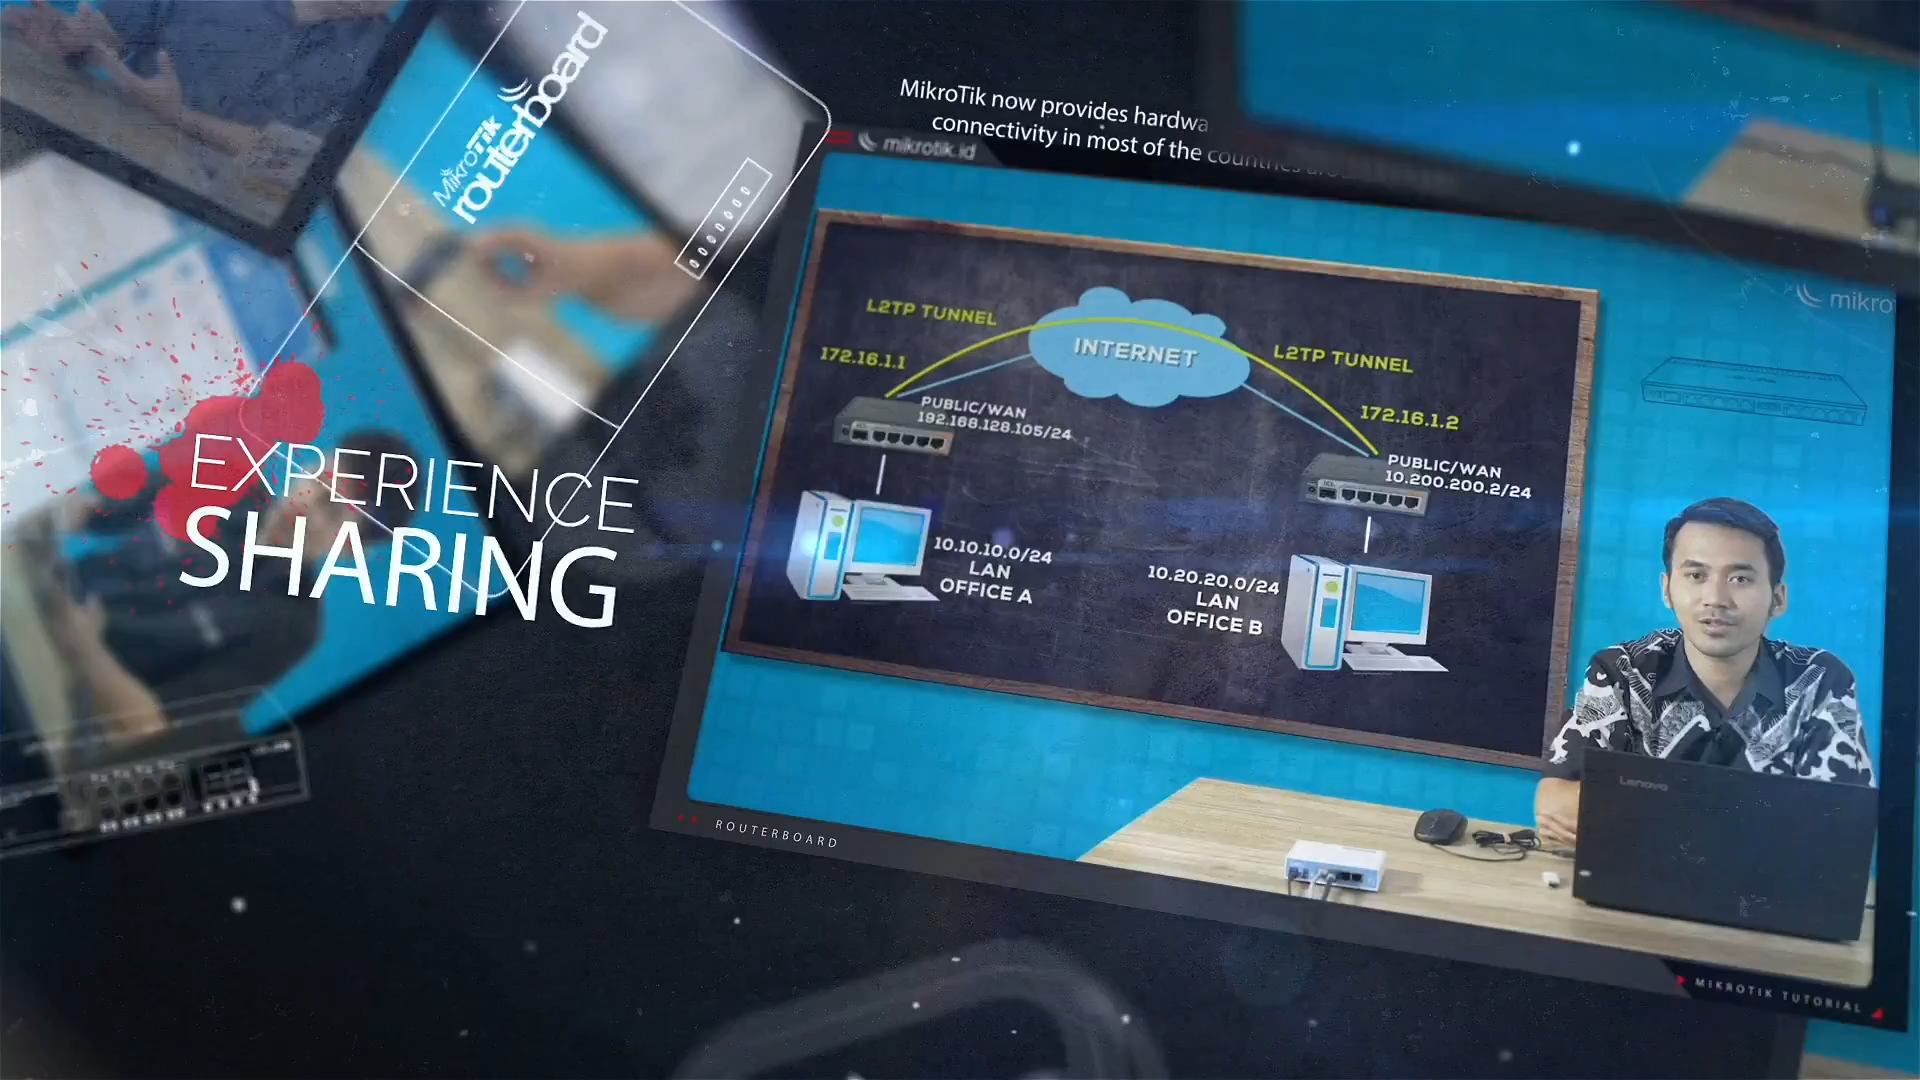 MikroTik
routerboard
MikroTik now provides hardwa
connectivity in most of the countries
mikrotik.id
L2TP TUNNEL
INTERNET
L2TP TUNNEL
172.16.1.1
172.16.1.2
PUBLIC/WAN
192.168.128.105/24
PUBLIC/WAN
10.200.200.2/24
10.10.10.0/24
LAN
OFFICE A
10.20.20.0/24
LAN
OFFICE B
mikro
EXPERIENCE
SHARING
Lenovo
ROUTERBOARD
MIKROTIK TUTORIAL